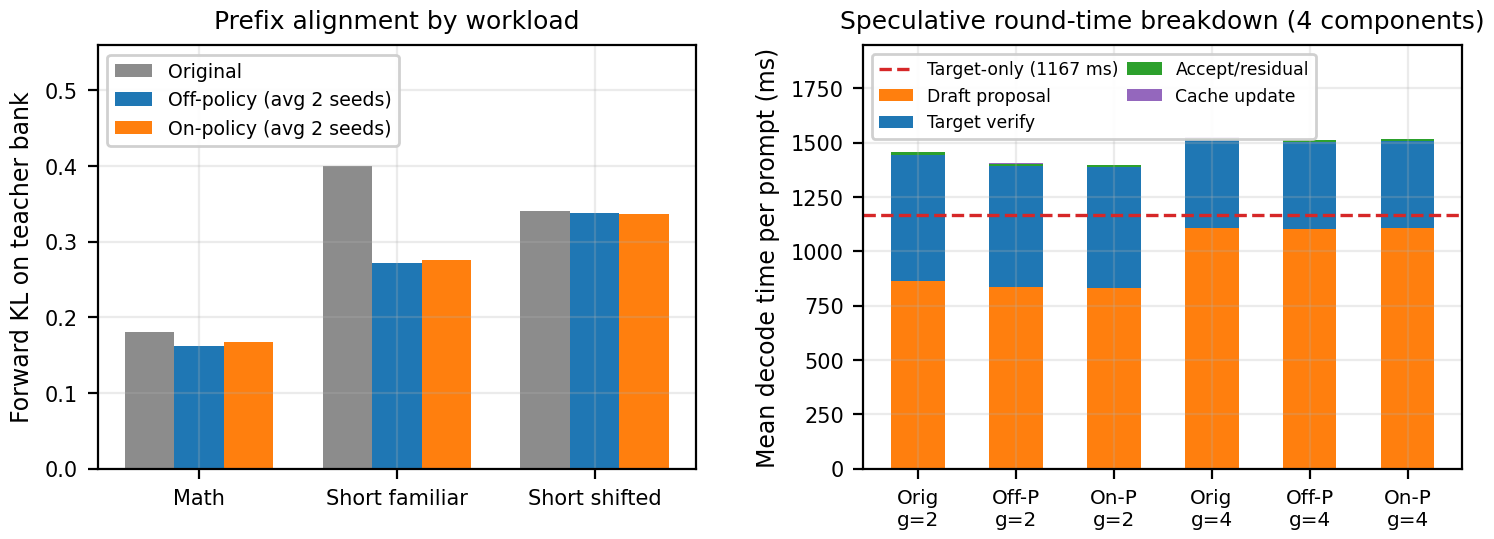 Prefix alignment by workload
Forward KL on teacher bank
0.5
0.4
0.3
0.2
0.1
0.0
Original
Off-policy (avg 2 seeds)
On-policy (avg 2 seeds)
Math
Short familiar
Short shifted
Speculative round-time breakdown (4 components)
Mean decode time per prompt (ms)
1750
1500
1250
1000
750
500
250
0
Target-only (1167 ms)
Draft proposal
Target verify
Accept/residual
Cache update
Orig
g=2
Off-P
g=2
On-P
g=2
Orig
g=4
Off-P
g=4
On-P
g=4